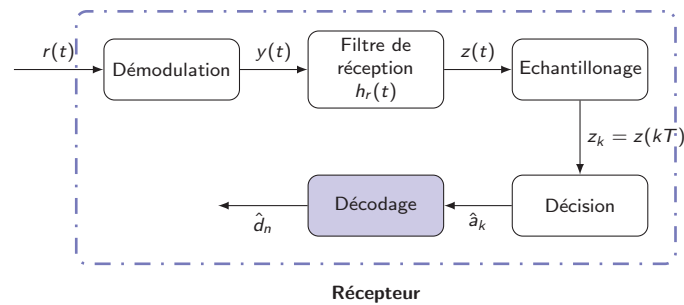 r(t)
Démodulation
y(t)
Filtre de
réception
h_r(t)
z(t)
Echantillonage
z_k = z(kT)
Décision
â_k
Décodage
d̂_n
Récepteur